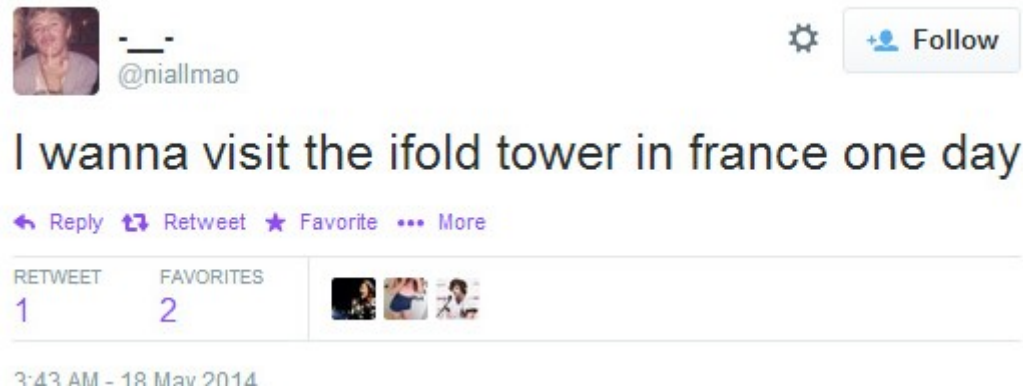 -__-
@niallmao
Follow
I wanna visit the ifold tower in france one day
Reply Retweet Favorite More
RETWEET FAVORITES
1 2
3:43 AM - 18 May 2014